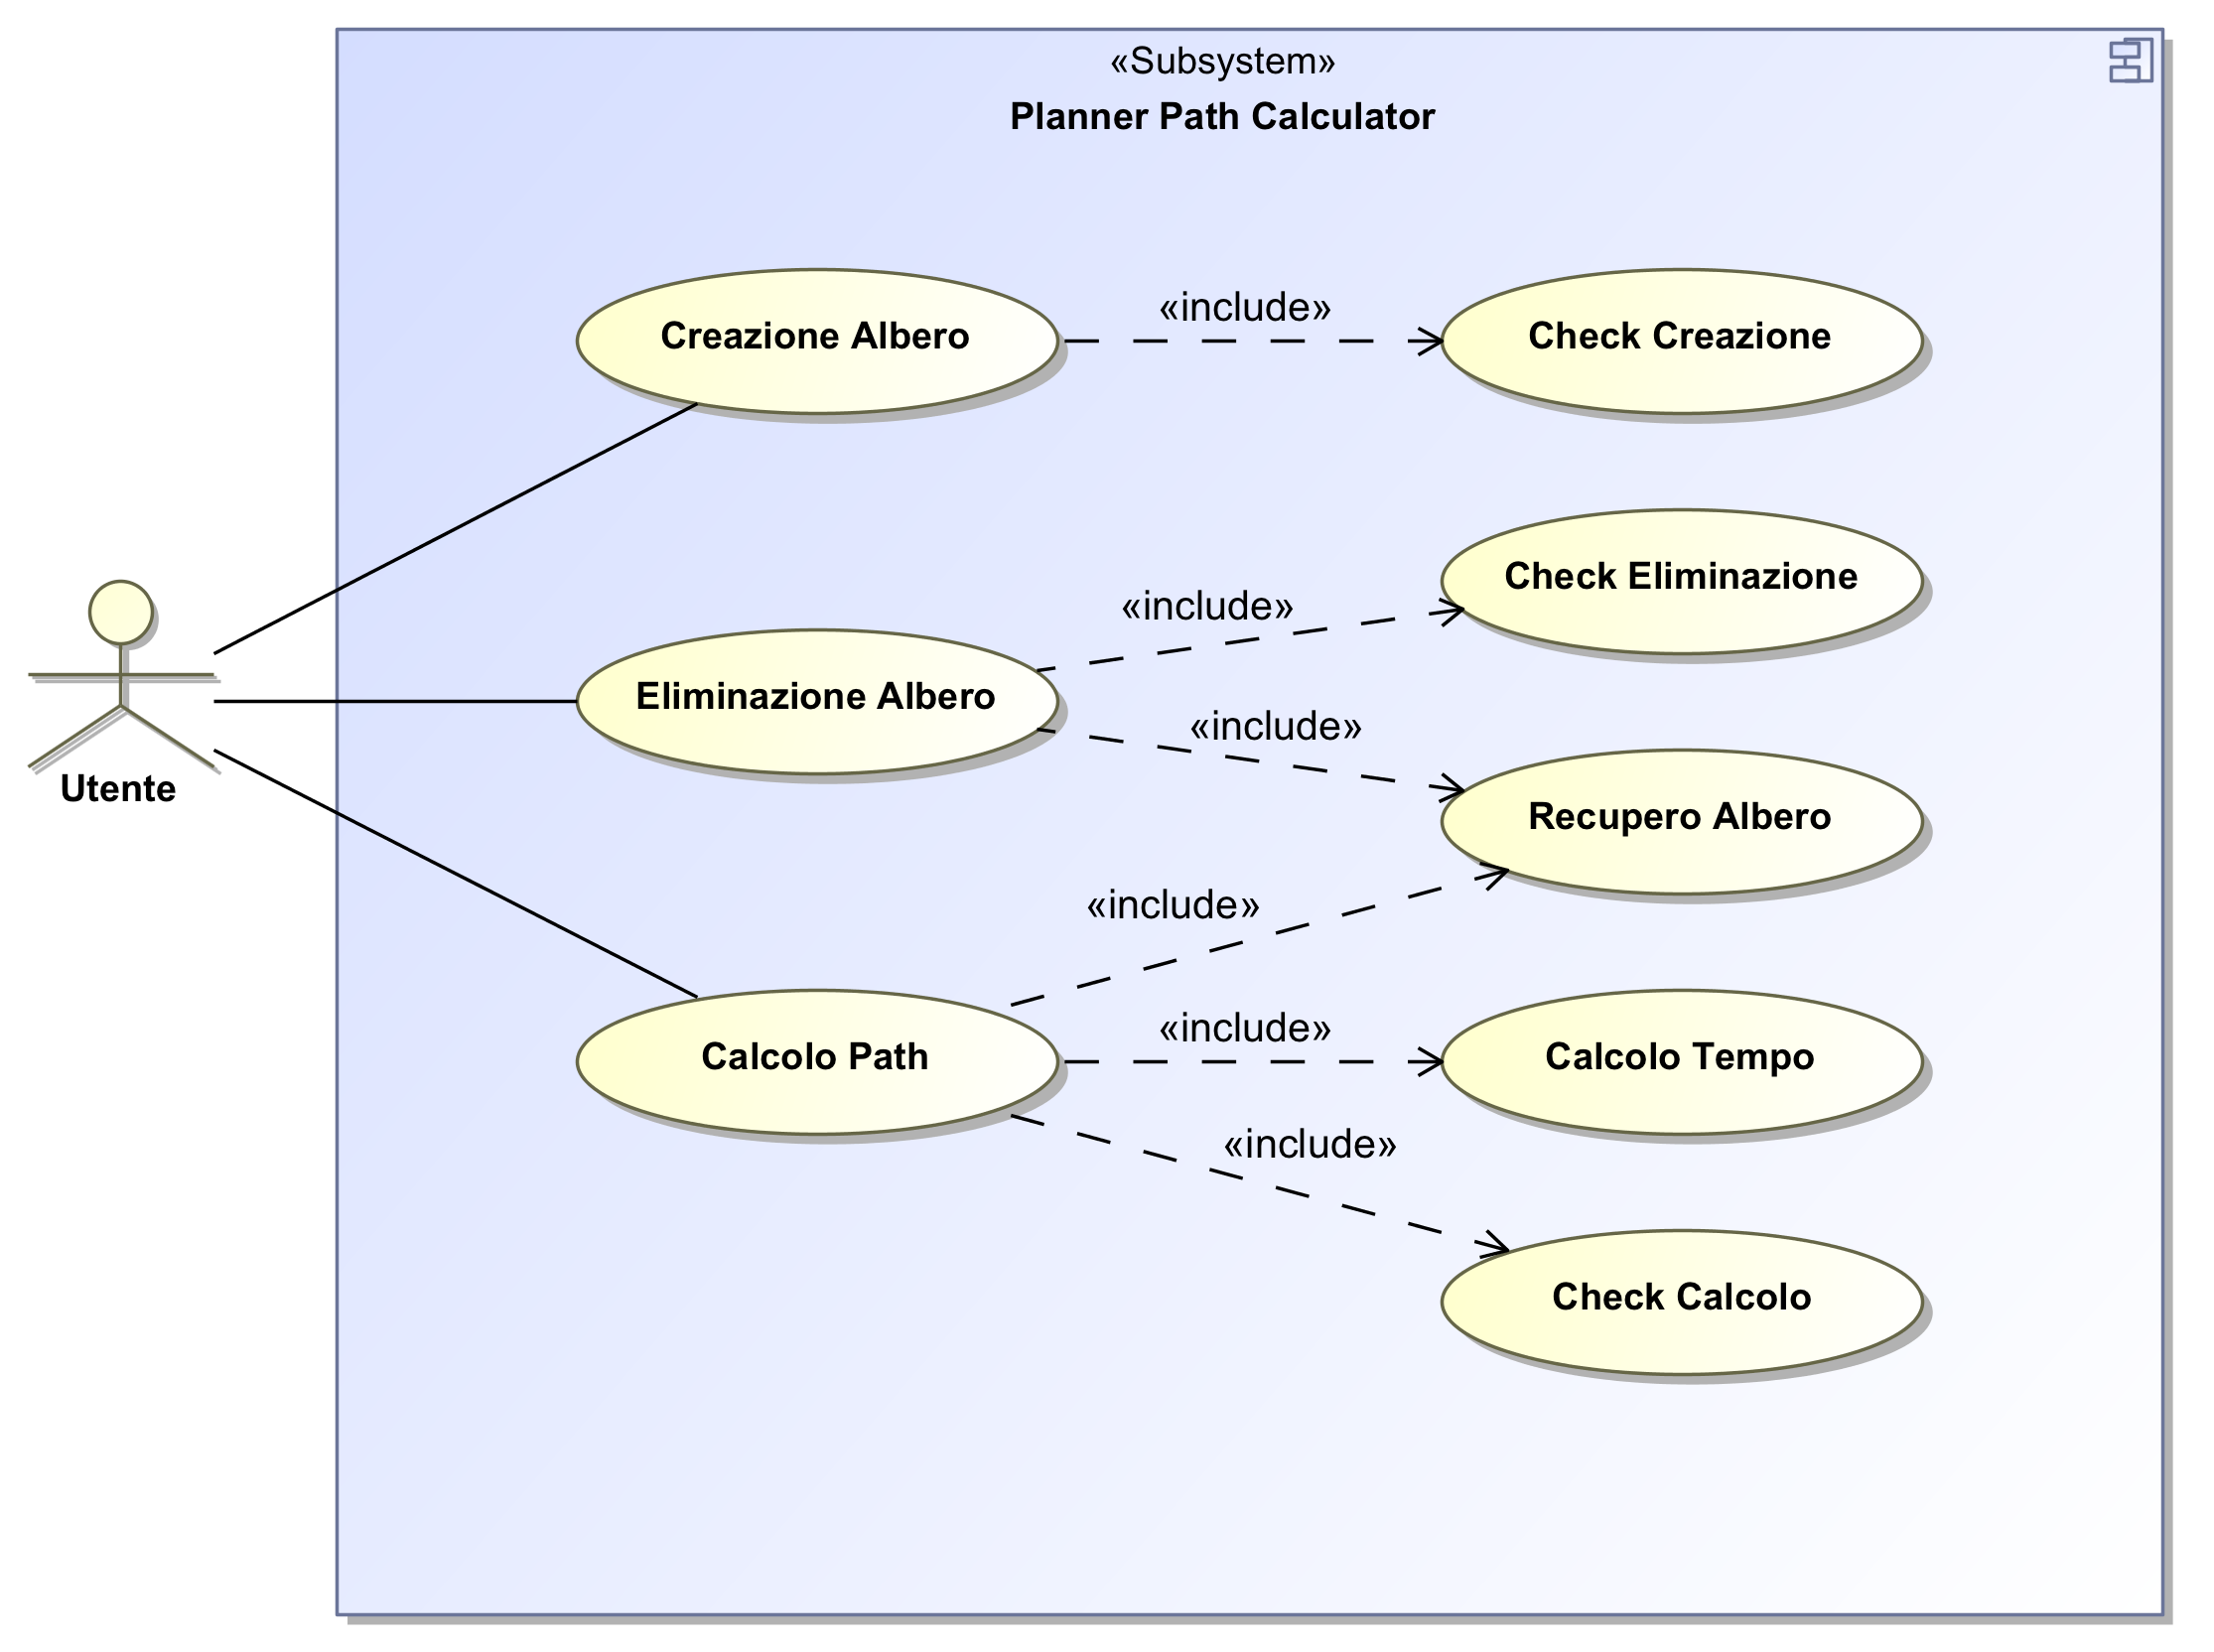 «Subsystem»
Planner Path Calculator
«include»
Creazione Albero
Check Creazione
Check Eliminazione
«include»
Eliminazione Albero
«include»
Utente
Recupero Albero
«include»
«include»
Calcolo Path
Calcolo Tempo
«include»
Check Calcolo